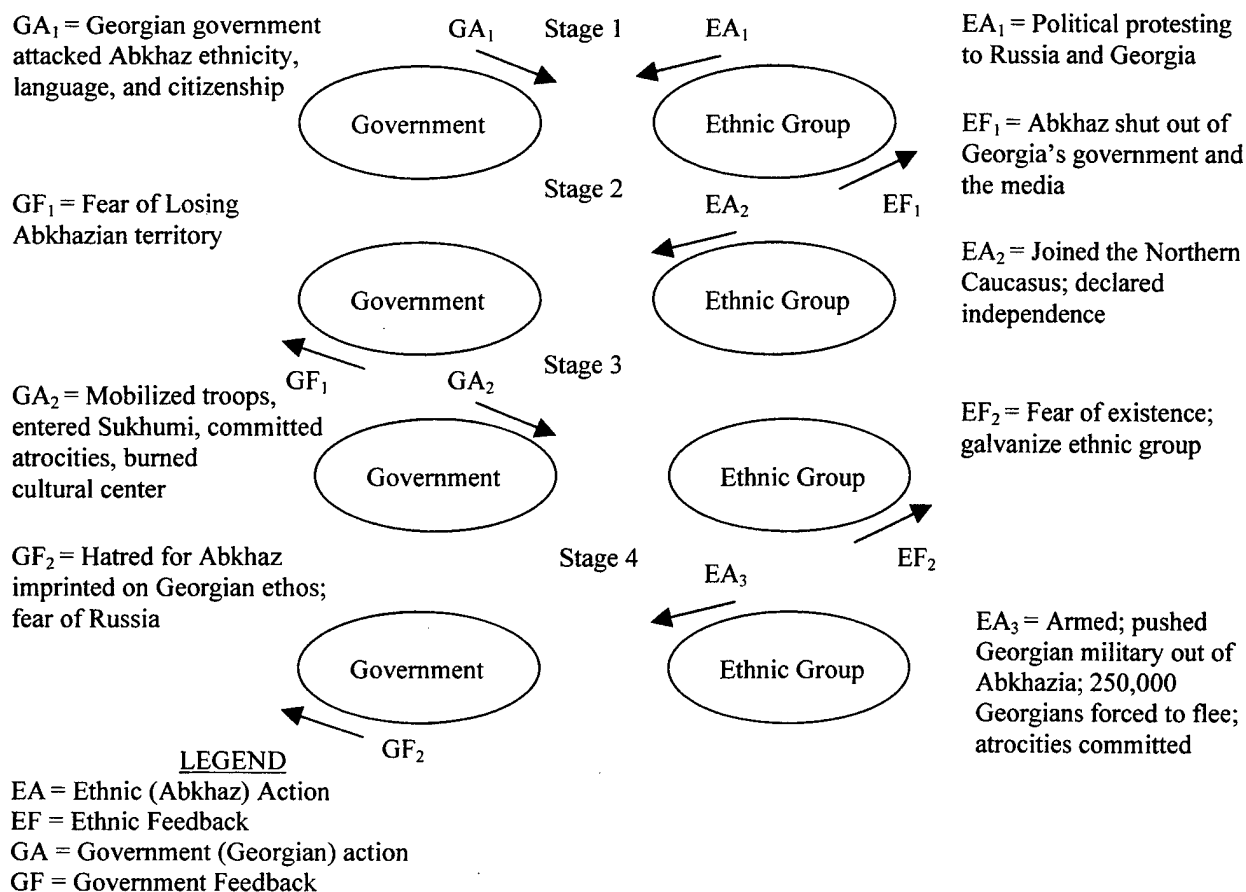 GA₁ = Georgian government
attacked Abkhaz ethnicity,
language, and citizenship
GA₁
Stage 1
EA₁
EA₁ = Political protesting
to Russia and Georgia
Government
Ethnic Group
EF₁ = Abkhaz shut out of
Georgia's government and
the media
Stage 2
EF₁
GF₁ = Fear of Losing
Abkhazian territory
EA₂
EA₂ = Joined the Northern
Caucasus; declared
independence
Government
Ethnic Group
GF₁
Stage 3
GA₂
GA₂ = Mobilized troops,
entered Sukhumi, committed
atrocities, burned
cultural center
EF₂ = Fear of existence;
galvanize ethnic group
Government
Ethnic Group
Stage 4
EF₂
GF₂ = Hatred for Abkhaz
imprinted on Georgian ethos;
fear of Russia
EA₃
EA₃ = Armed; pushed
Georgian military out of
Abkhazia; 250,000
Georgians forced to flee;
atrocities committed
Government
Ethnic Group
GF₂
LEGEND
EA = Ethnic (Abkhaz) Action
EF = Ethnic Feedback
GA = Government (Georgian) action
GF = Government Feedback